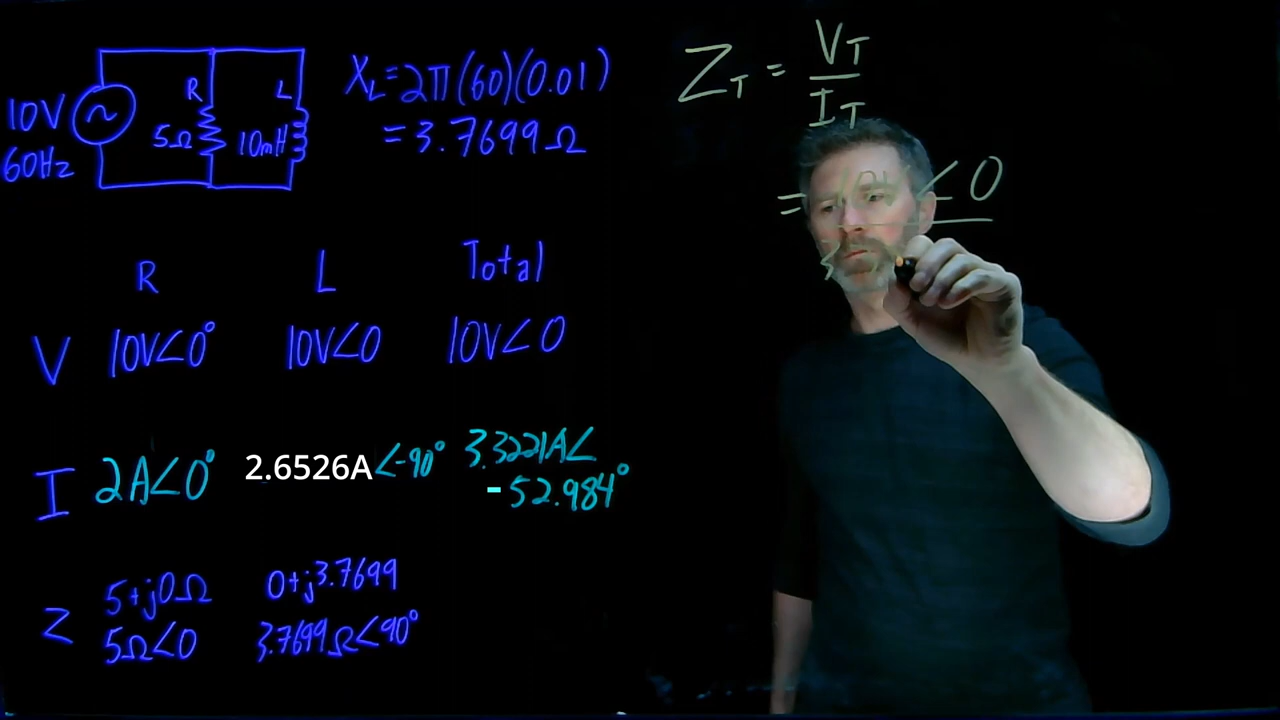 10V
60Hz
R
5Ω
L
10mH
X_L = 2π(60)(0.01)
= 3.7699Ω
R L Total
V 10V∠0° 10V∠0 10V∠0
I 2A∠0° 2.6526A∠-90° 3.3221A∠
-52.984°
Z 5+j0Ω 0+j3.7699
5Ω∠0 3.7699Ω∠90°
Z_T = V_T
I_T
= ∠0
3